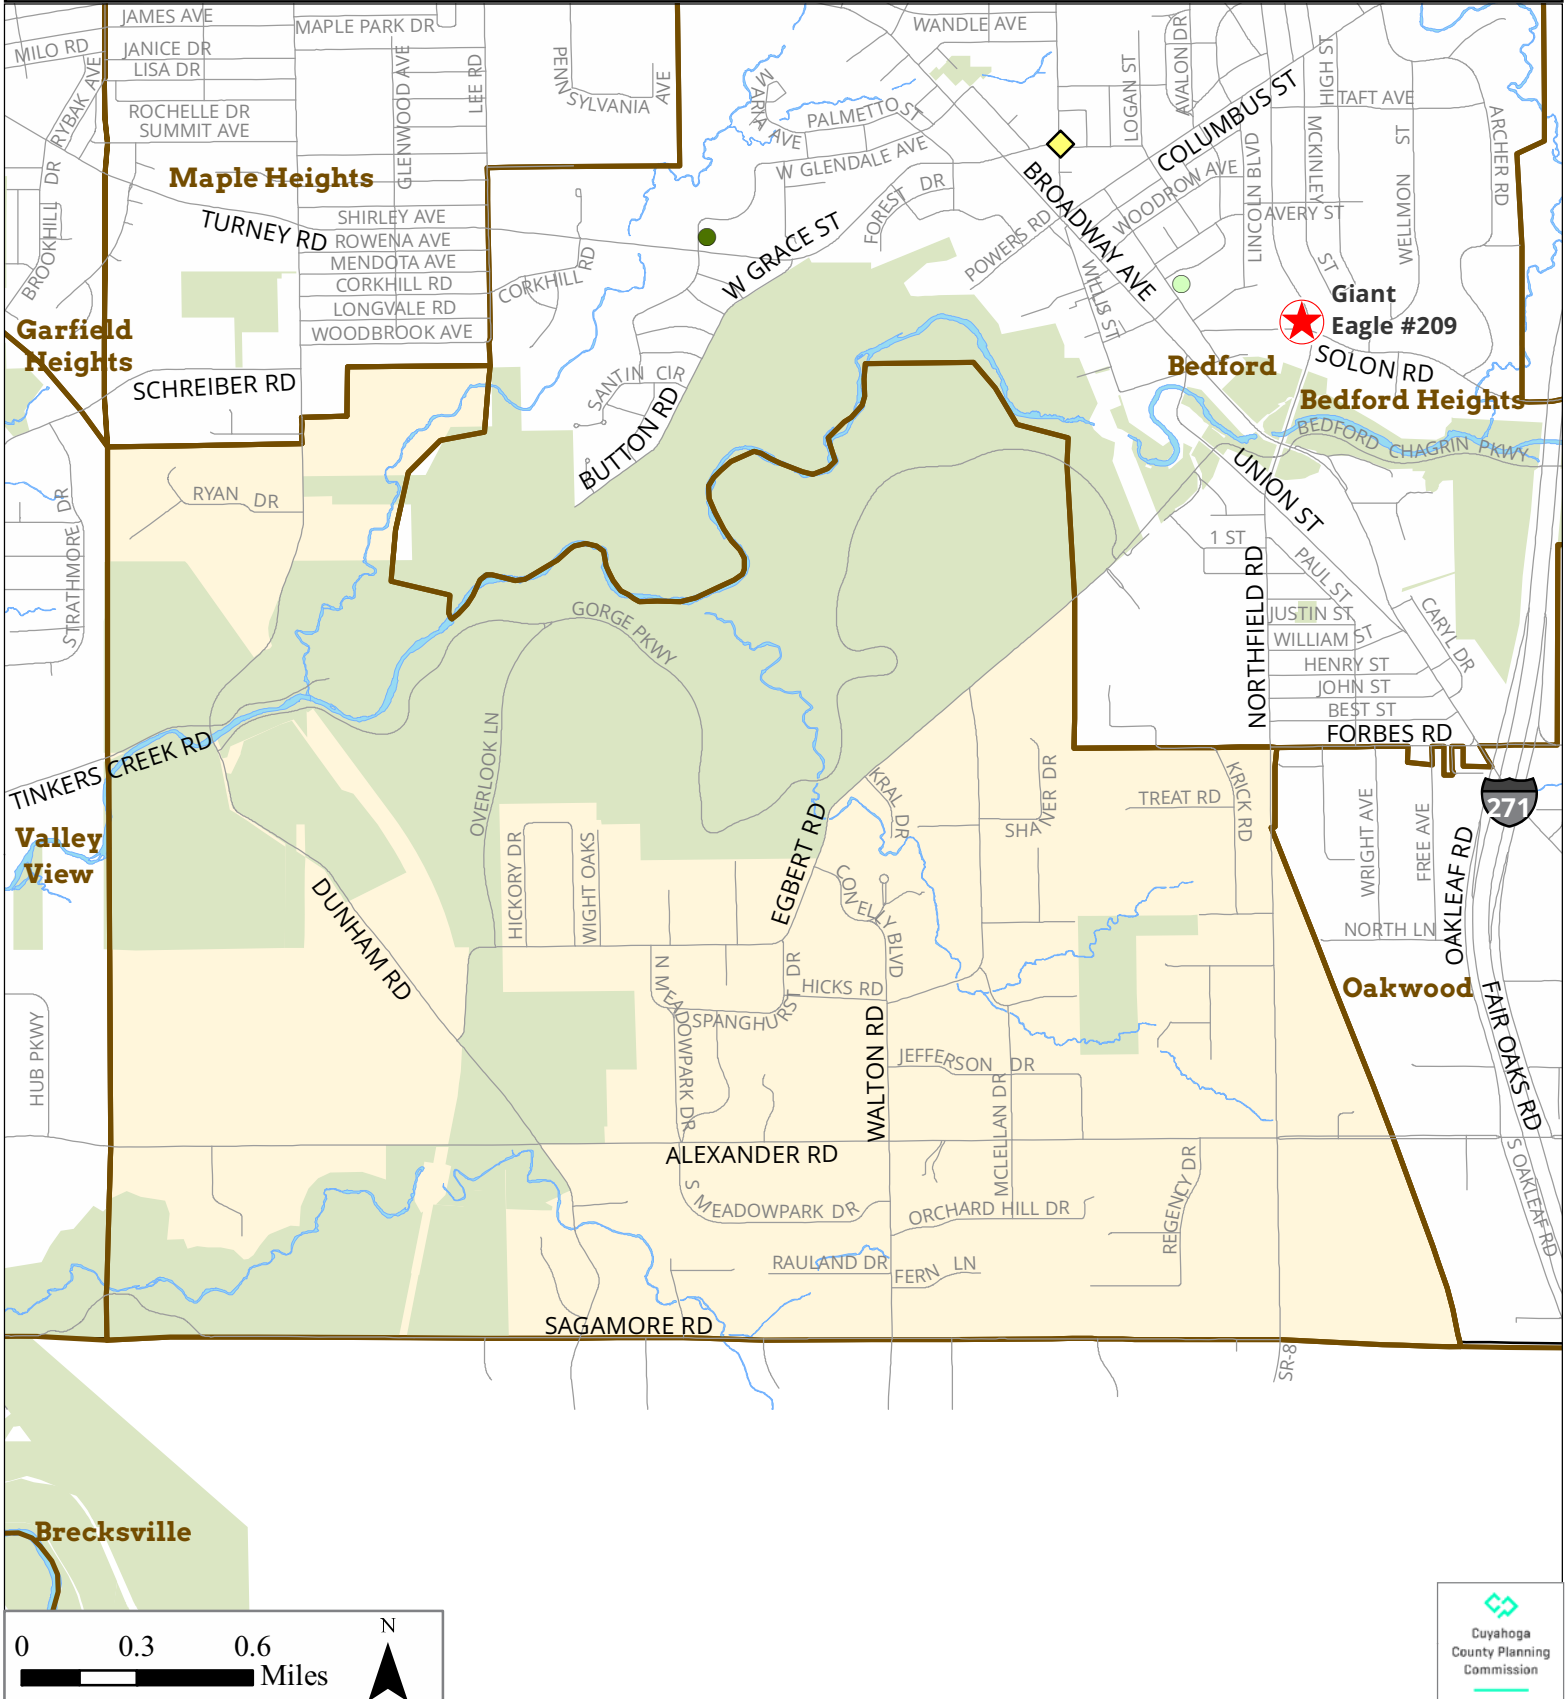 JAMES AVE
MAPLE PARK DR
WANDLE AVE
MILO RD
JANICE DR
LISA DR
RYBAK AVE
ROCHELLE DR
SUMMIT AVE
GLENWOOD AVE
LEE RD
PENNSYLVANIA AVE
MARIA AVE
PALMETTO ST
W GLENDALE AVE
LOGAN ST
AVALON DR
COLUMBUS ST
HIGH ST
TAFT AVE
ARCHER RD
MCKINLEY ST
WELLMON ST
LINCOLN BLVD
WOODROW AVE
AVERY ST
BROADWAY AVE
POWERS RD
WILLIS ST
FOREST DR
W GRACE ST
Maple Heights
TURNEY RD
BROOKHILL DR
SHIRLEY AVE
ROWENA AVE
MENDOTA AVE
CORKHILL RD
LONGVALE RD
WOODBROOK AVE
CORKHILL RD
Giant
Eagle #209
SOLON RD
Bedford
Bedford Heights
BEDFORD CHAGRIN PKWY
Garfield
Heights
SCHREIBER RD
SANTIN CIR
BUTTON RD
UNION ST
RYAN DR
STRATHMORE DR
1 ST
PAUL ST
NORTHFIELD RD
JUSTIN ST
WILLIAM ST
HENRY ST
JOHN ST
BEST ST
CARYL DR
FORBES RD
GORGE PKWY
TINKERS CREEK RD
OVERLOOK LN
Valley
View
DUNHAM RD
HICKORY DR
WIGHT OAKS
EGBERT RD
KRAL DR
SHANER DR
TREAT RD
KRICK RD
CONELLY BLVD
WRIGHT AVE
FREE AVE
271
OAKLEAF RD
NORTH LN
Oakwood
FAIR OAKS RD
S OAKLEAF RD
HUB PKWY
N MEADOWPARK DR
SPANGHURST DR
HICKS RD
WALTON RD
JEFFERSON DR
MCLELLAN DR
ALEXANDER RD
S MEADOWPARK DR
ORCHARD HILL DR
REGENCY DR
RAULAND DR
FERN LN
SAGAMORE RD
SR-8
Brecksville
0 0.3 0.6
Miles
N
Cuyahoga
County Planning
Commission